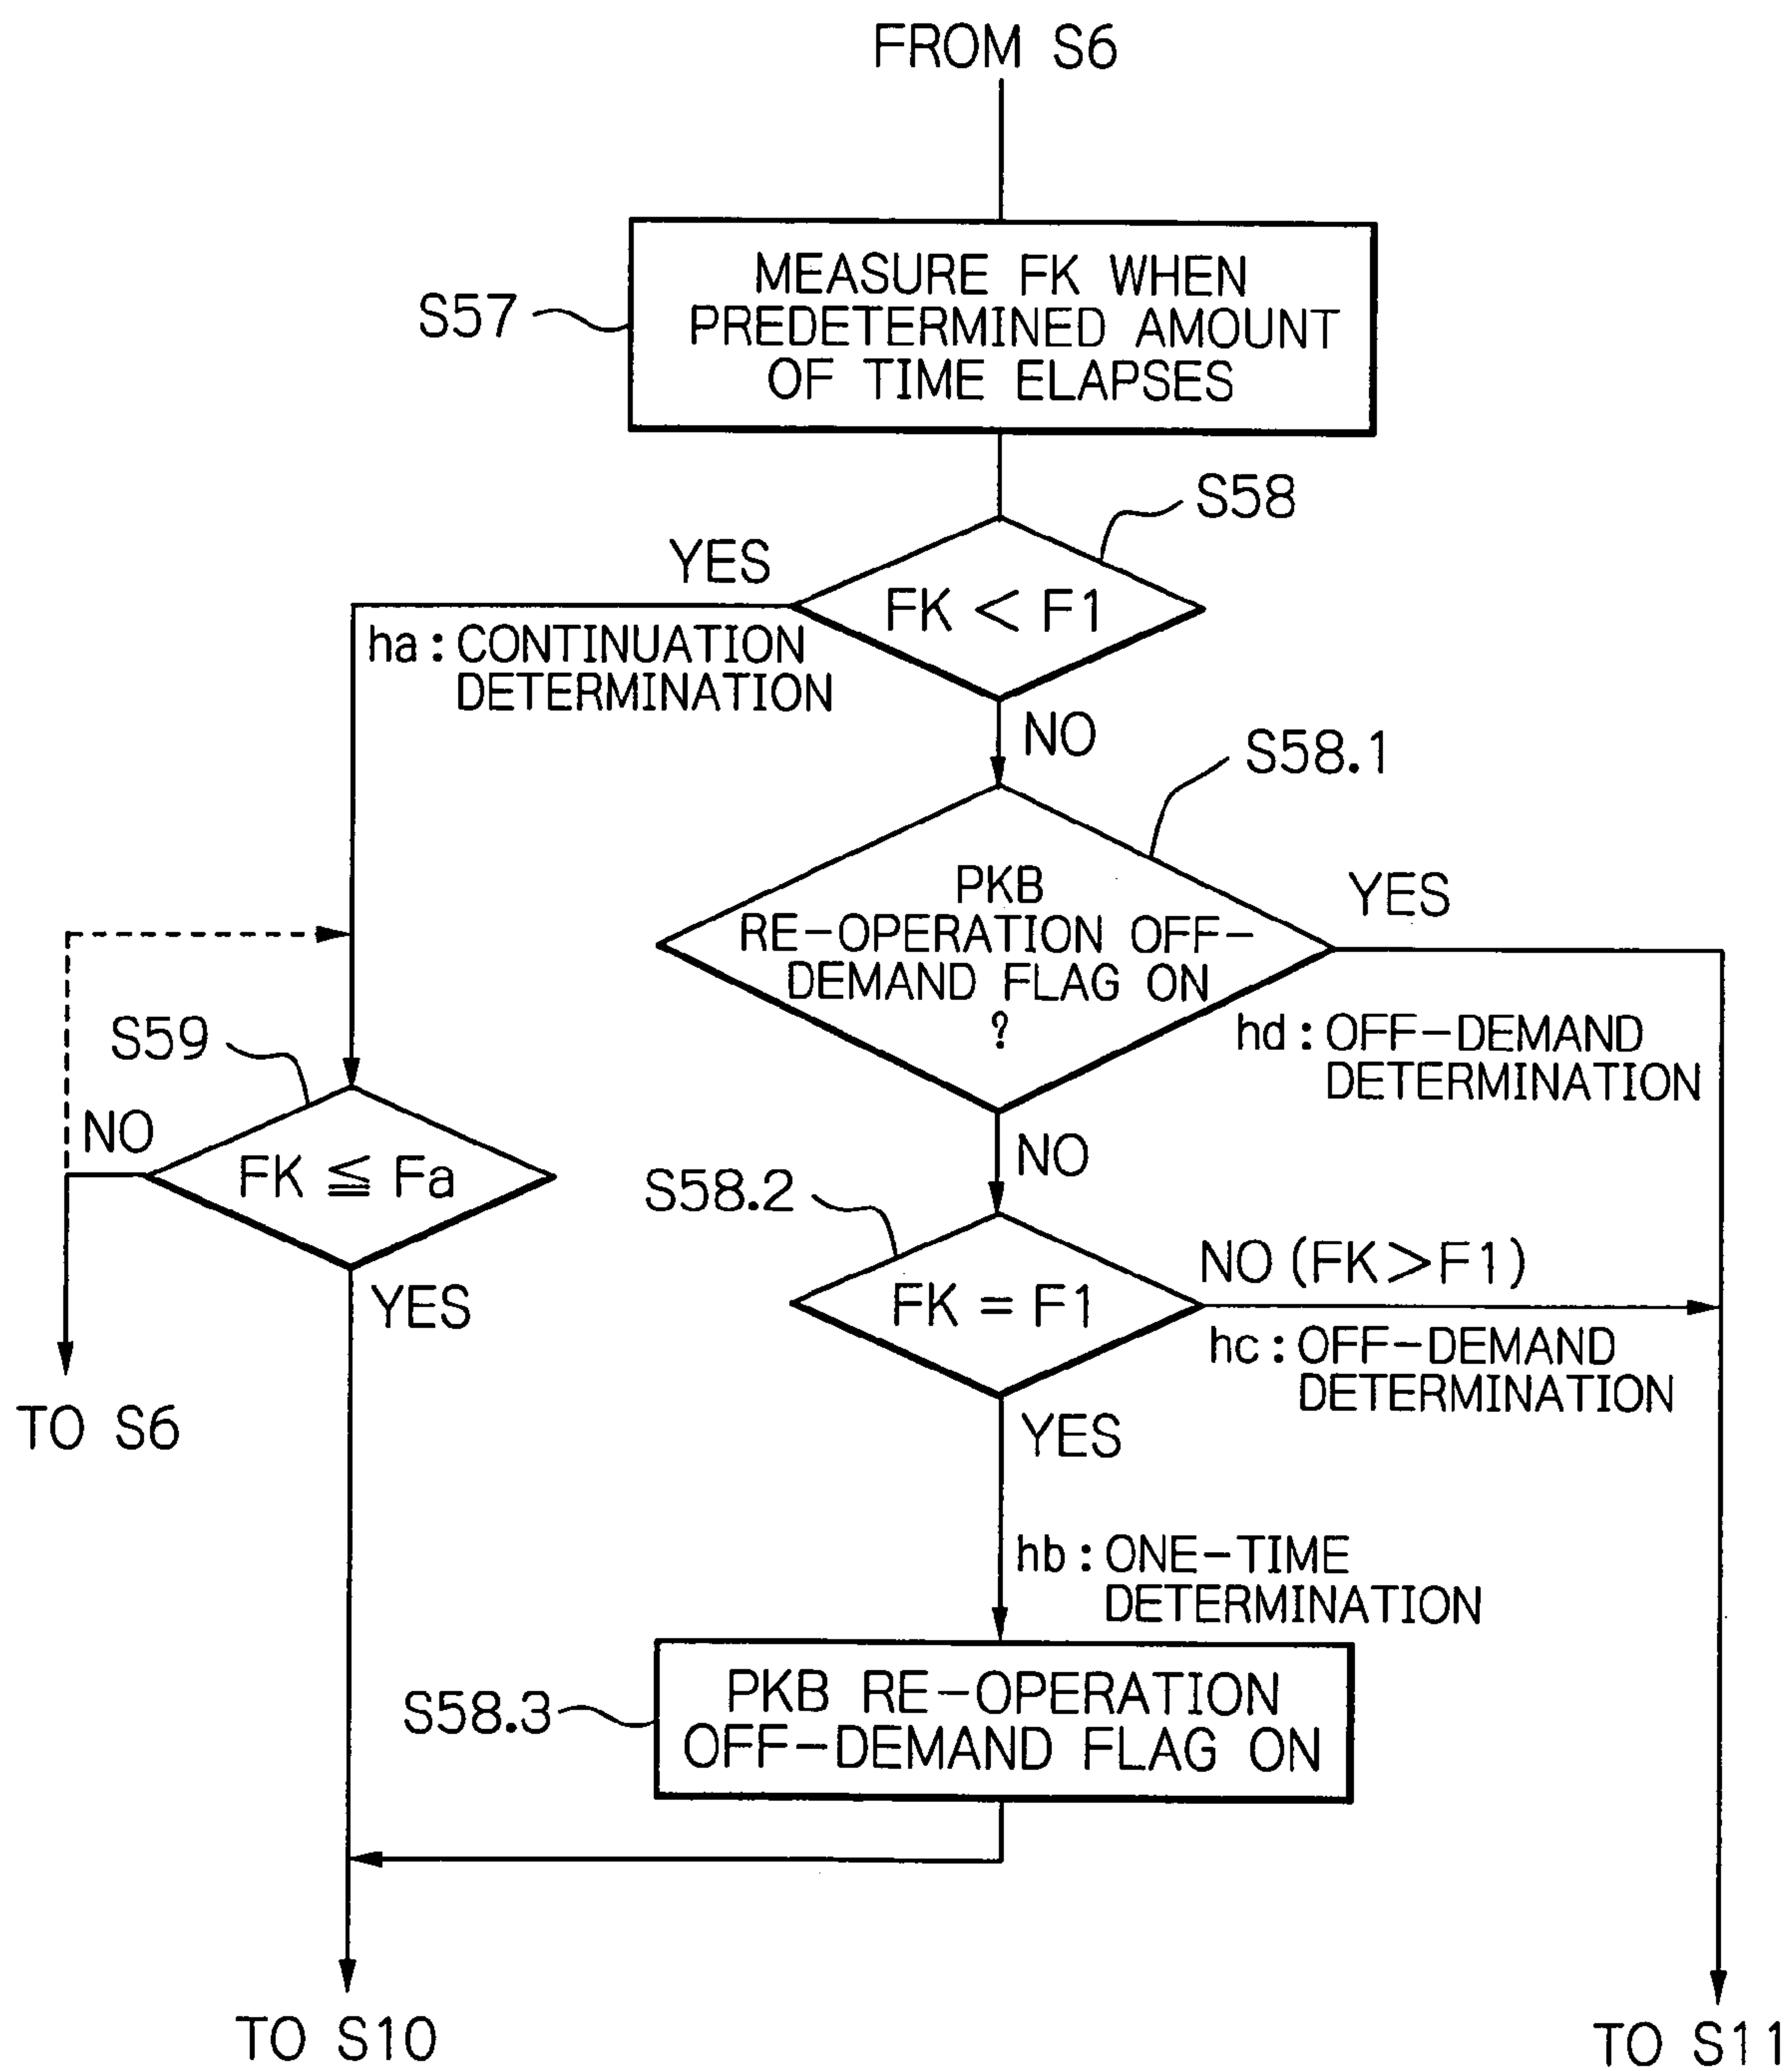 FROM S6
MEASURE FK WHEN
PREDETERMINED AMOUNT
OF TIME ELAPSES
S57
S58
YES
FK < F1
ha : CONTINUATION
DETERMINATION
NO
S58.1
PKB
RE-OPERATION OFF-
DEMAND FLAG ON
?
YES
hd : OFF-DEMAND
DETERMINATION
S59
NO
FK ≦ Fa
YES
TO S6
NO
S58.2
FK = F1
NO (FK>F1)
hc : OFF-DEMAND
DETERMINATION
YES
hb : ONE-TIME
DETERMINATION
S58.3
PKB RE-OPERATION
OFF-DEMAND FLAG ON
TO S10
TO S11